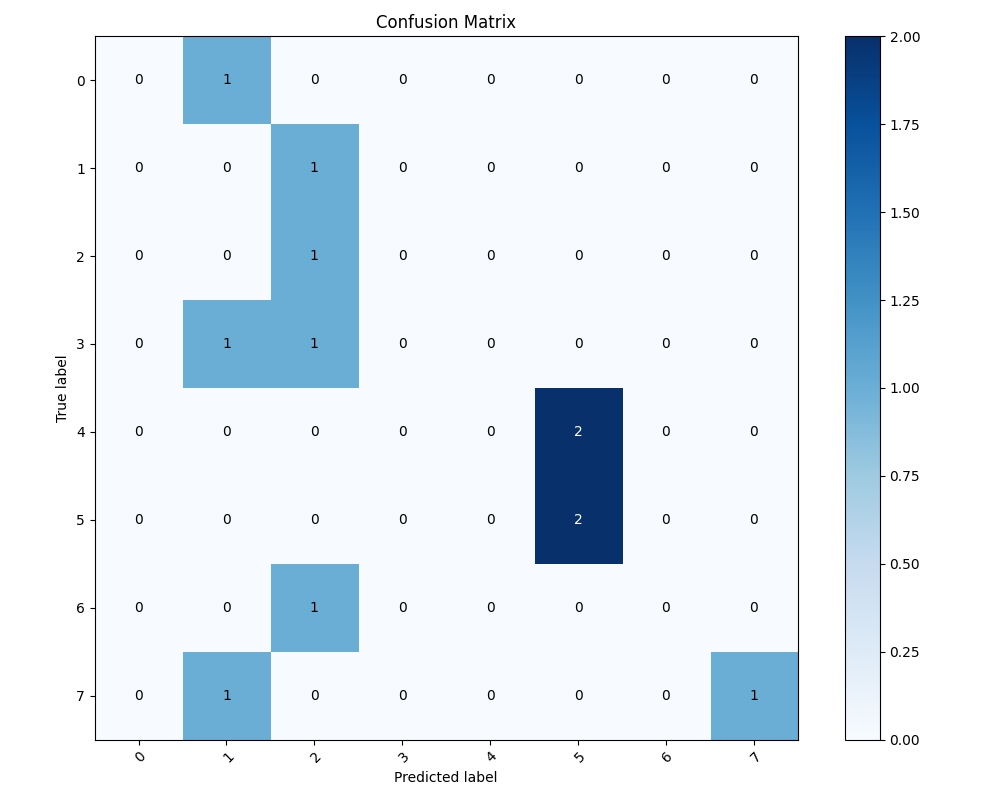 Confusion Matrix
0 0 1 0 0 0 0 0 0
1 0 0 1 0 0 0 0 0
2 0 0 1 0 0 0 0 0
3 0 1 1 0 0 0 0 0
4 0 0 0 0 0 2 0 0
5 0 0 0 0 0 2 0 0
6 0 0 1 0 0 0 0 0
7 0 1 0 0 0 0 0 1
0 1 2 3 4 5 6 7
True label
Predicted label
2.00
1.75
1.50
1.25
1.00
0.75
0.50
0.25
0.00